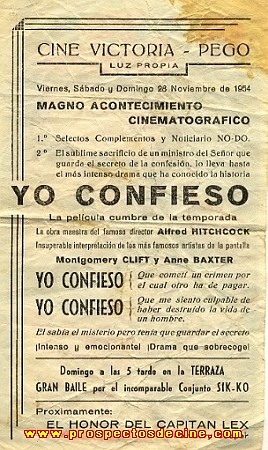 CINE VICTORIA - PEGO
LUZ PROPIA
Viernes, Sábado y Domingo 28 Noviembre de 1954
MAGNO ACONTECIMIENTO
CINEMATOGRAFICO
1.º Selectos Complementos y Noticiario NO-DO.
2º El sublime sacrificio de un ministro del Señor que
guarda el secreto de la confesión, lo lleva hasta
el más intenso drama que ha conocido la historia
YO CONFIESO
La película cumbre de la temporada
La obra maestra del famoso director Alfred HITCHCOCK
Insuperable interpretación de los más famosos artistas de la pantalla
Montgomery CLIFT y Anne BAXTER
YO CONFIESO Que cometí un crimen por
el cual otro ha de pagar.
YO CONFIESO Que me siento culpable de
haber destruido la vida de
un hombre.
El sabía el misterio pero tenía que guardar el secreto
¡Intenso y emocionante! ¡Drama que sobrecoge!
Domingo a las 5 tarde en la TERRAZA
GRAN BAILE por el incomparable Conjunto SIK-KO
Próximamente:
EL HONOR DEL CAPITAN LEX
www.prospectosdecine.com